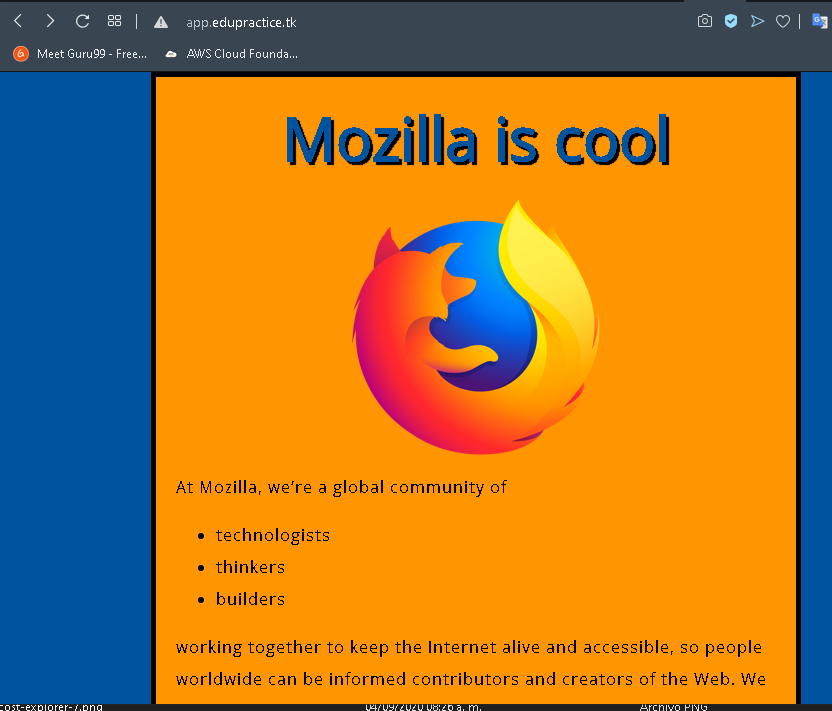 app.edupractice.tk
Meet Guru99 - Free... AWS Cloud Founda...
Mozilla is cool
At Mozilla, we’re a global community of
• technologists
• thinkers
• builders
working together to keep the Internet alive and accessible, so people
worldwide can be informed contributors and creators of the Web. We
cost-explorer-7.png 04/09/2020 08:26 a. m. Archivo PNG